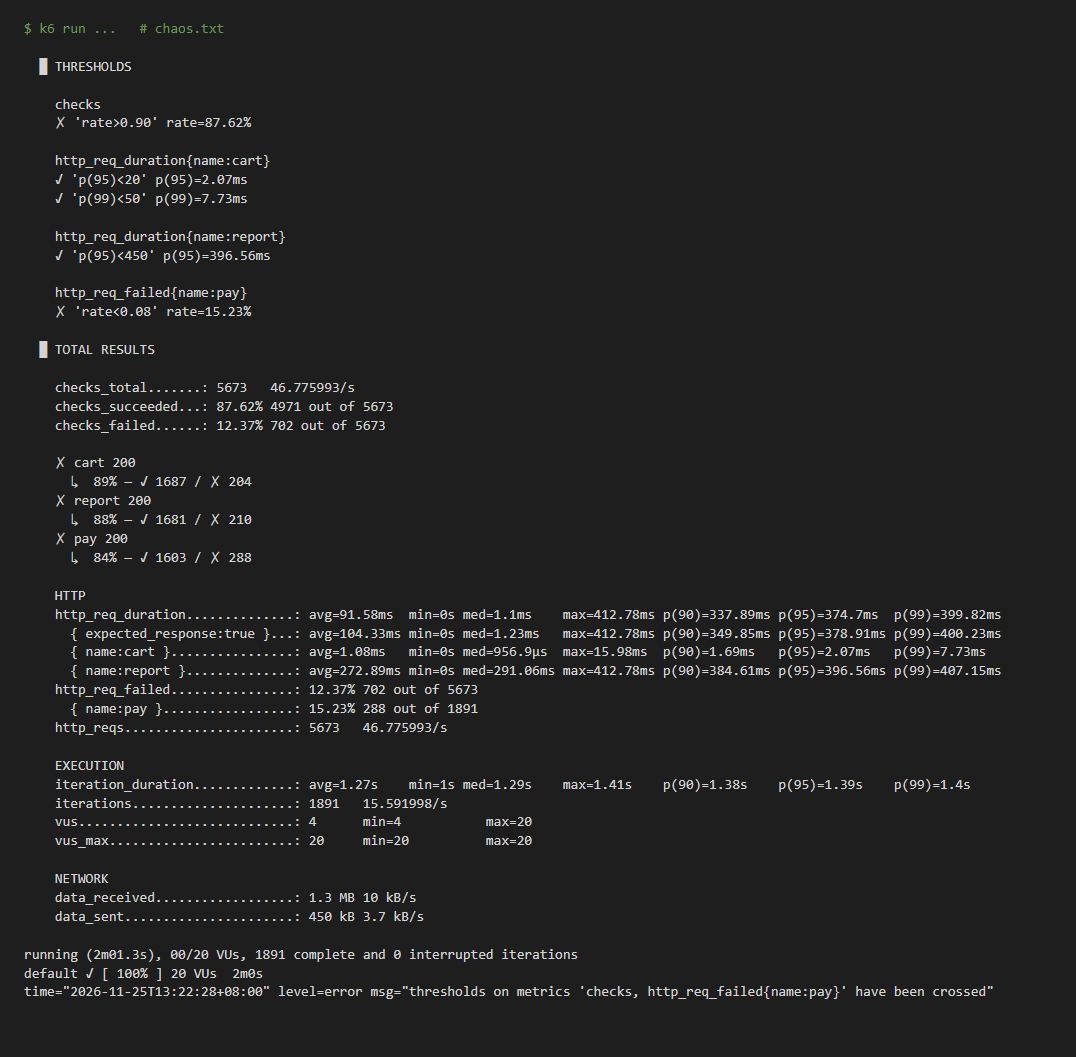 $ k6 run ...   # chaos.txt
█ THRESHOLDS
checks
✗ 'rate>0.90' rate=87.62%
http_req_duration{name:cart}
✓ 'p(95)<20' p(95)=2.07ms
✓ 'p(99)<50' p(99)=7.73ms
http_req_duration{name:report}
✓ 'p(95)<450' p(95)=396.56ms
http_req_failed{name:pay}
✗ 'rate<0.08' rate=15.23%
█ TOTAL RESULTS
checks_total.......: 5673   46.775993/s
checks_succeeded...: 87.62% 4971 out of 5673
checks_failed......: 12.37% 702 out of 5673
✗ cart 200
↳  89% — ✓ 1687 / ✗ 204
✗ report 200
↳  88% — ✓ 1681 / ✗ 210
✗ pay 200
↳  84% — ✓ 1603 / ✗ 288
HTTP
http_req_duration..............: avg=91.58ms  min=0s med=1.1ms    max=412.78ms p(90)=337.89ms p(95)=374.7ms  p(99)=399.82ms
{ expected_response:true }...: avg=104.33ms min=0s med=1.23ms   max=412.78ms p(90)=349.85ms p(95)=378.91ms p(99)=400.23ms
{ name:cart }................: avg=1.08ms   min=0s med=956.9µs  max=15.98ms  p(90)=1.69ms   p(95)=2.07ms   p(99)=7.73ms
{ name:report }..............: avg=272.89ms min=0s med=291.06ms max=412.78ms p(90)=384.61ms p(95)=396.56ms p(99)=407.15ms
http_req_failed................: 12.37% 702 out of 5673
{ name:pay }.................: 15.23% 288 out of 1891
http_reqs......................: 5673   46.775993/s
EXECUTION
iteration_duration.............: avg=1.27s    min=1s med=1.29s    max=1.41s    p(90)=1.38s    p(95)=1.39s    p(99)=1.4s
iterations.....................: 1891   15.591998/s
vus............................: 4      min=4           max=20
vus_max........................: 20     min=20          max=20
NETWORK
data_received..................: 1.3 MB 10 kB/s
data_sent......................: 450 kB 3.7 kB/s
running (2m01.3s), 00/20 VUs, 1891 complete and 0 interrupted iterations
default ✓ [ 100% ] 20 VUs  2m0s
time="2026-11-25T13:22:28+08:00" level=error msg="thresholds on metrics 'checks, http_req_failed{name:pay}' have been crossed"